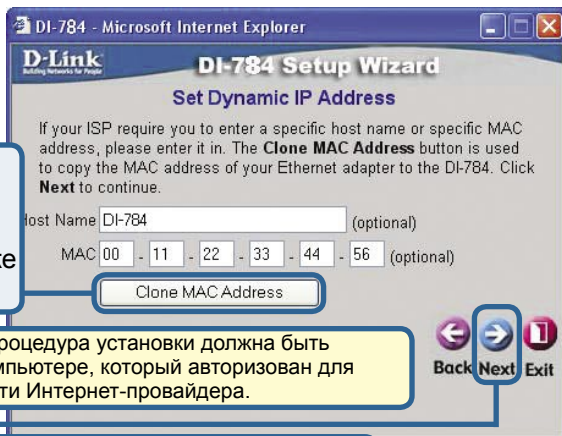 DI-784 - Microsoft Internet Explorer
D-Link
Building Networks for People
DI-784 Setup Wizard
Set Dynamic IP Address
If your ISP require you to enter a specific host name or specific MAC
address, please enter it in. The Clone MAC Address button is used
to copy the MAC address of your Ethernet adapter to the DI-784. Click
Next to continue.
Host Name DI-784 (optional)
MAC 00 - 11 - 22 - 33 - 44 - 56 (optional)
Clone MAC Address
установки должна быть
который авторизован для
Интернет-провайдера.
Back Next Exit